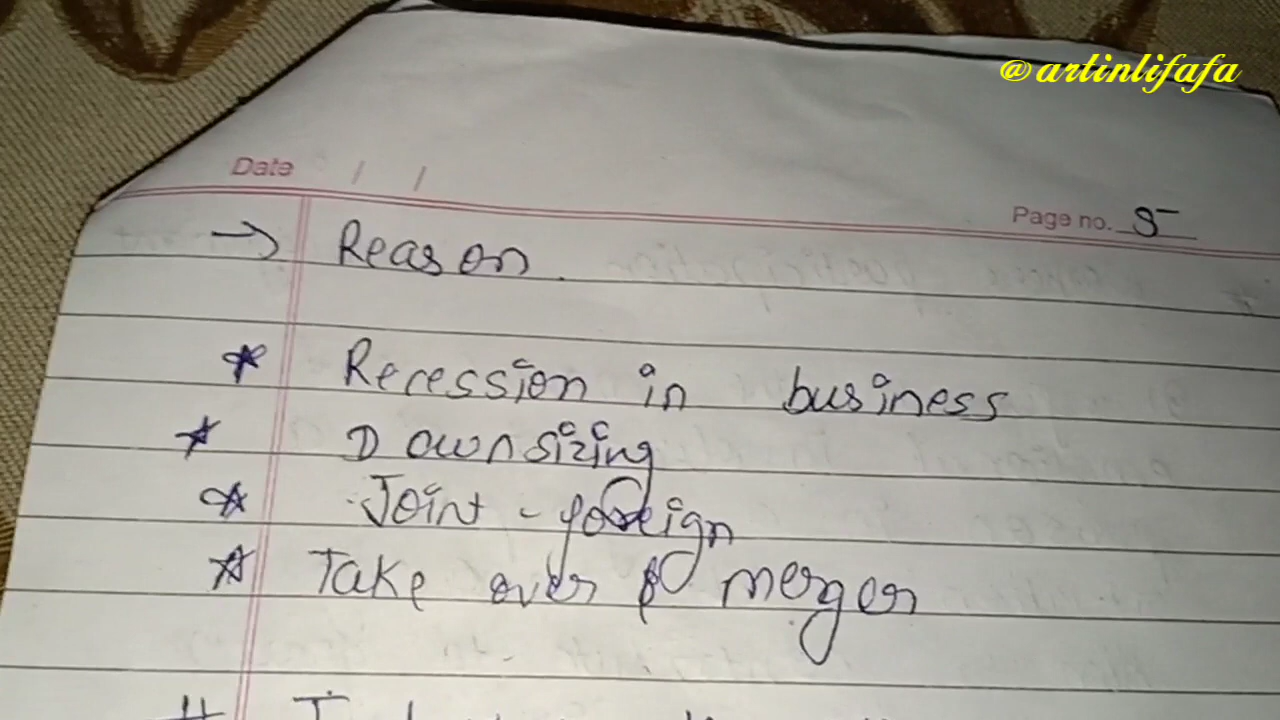 @artinlifafa
Date / /
Page no. 5
→ Reason
* Recession in business
* Downsizing
* Joint - foreign
* Take over & merger